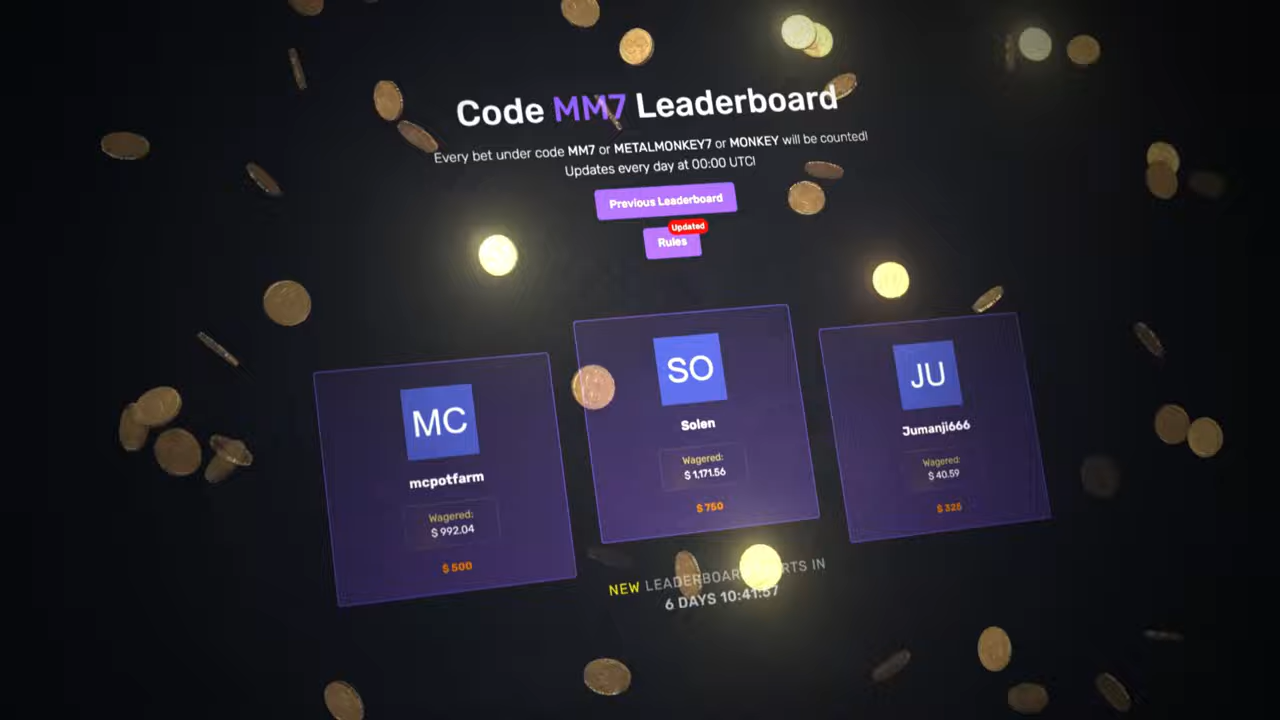 Code MM7 Leaderboard
Every bet under code MM7 or METALMONKEY7 or MONKEY will be counted!
Updates every day at 00:00 UTC!
Previous Leaderboard
Updated
Rules
MC
mcpotfarm
Wagered:
$ 992.04
$ 500
SO
Solen
Wagered:
$ 1,171.56
$ 750
JU
Jumanji666
Wagered:
$ 40.59
$ 325
NEW IN
6 DAYS 10:41:57